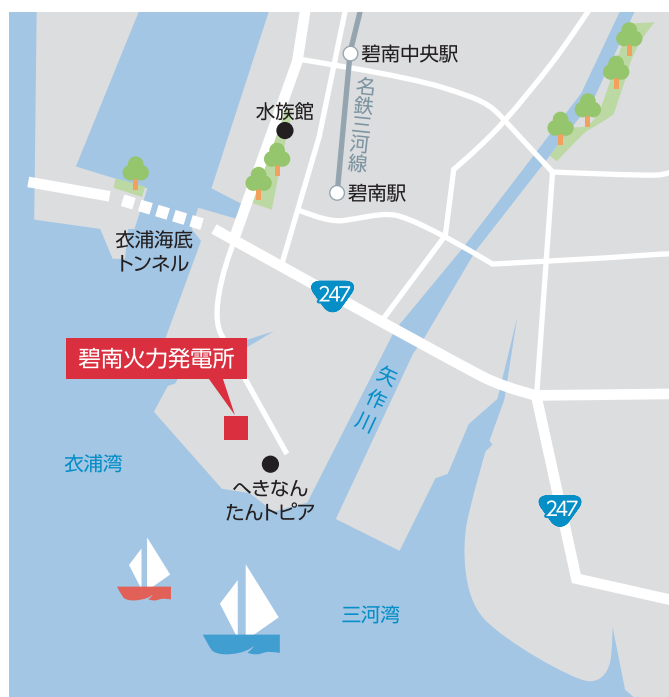 碧南中央駅
名鉄三河線
水族館
碧南駅
衣浦海底
トンネル
247
碧南火力発電所
矢作川
衣浦湾
へきなん
たんトピア
247
三河湾